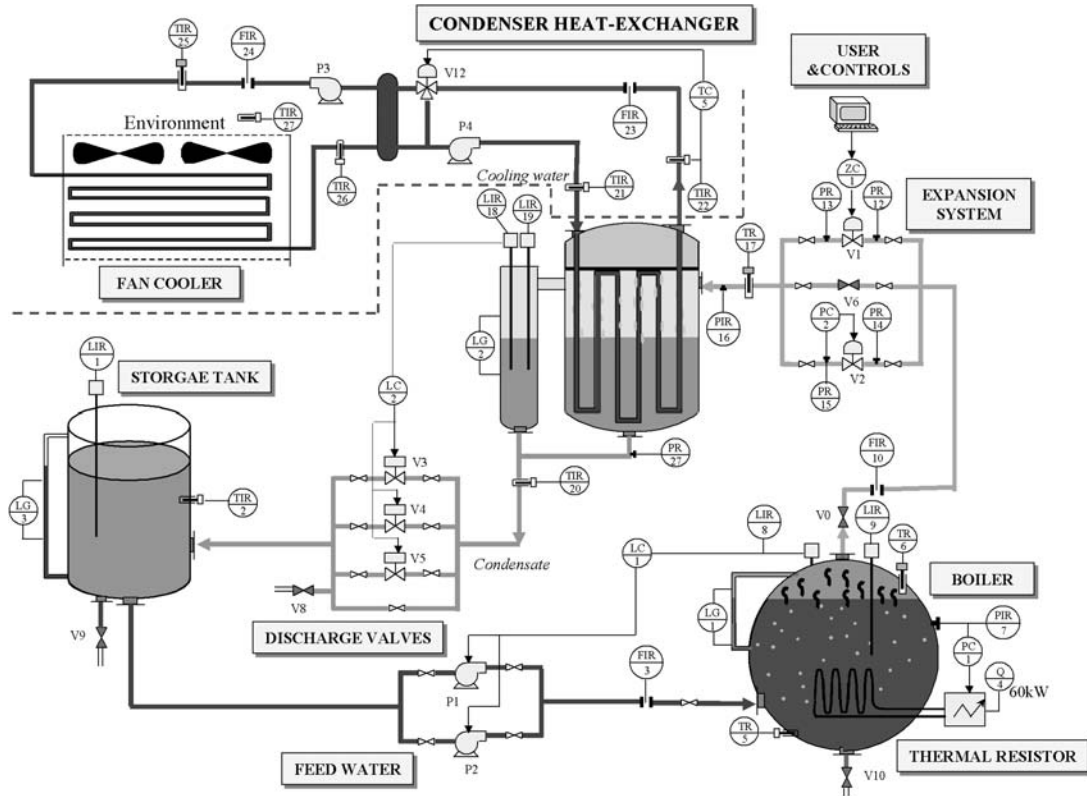 CONDENSER HEAT-EXCHANGER
USER
&CONTROLS
TIR
25
FIR
24
P3
V12
TC
5
FIR
23
Environment
TIR
27
P4
TIR
26
Cooling water
TIR
21
TIR
22
ZC
1
PR
13
PR
12
EXPANSION
SYSTEM
V1
LIR
18
LIR
19
TR
17
FAN COOLER
V6
PIR
16
PC
2
PR
14
V2
PR
15
LG
2
LIR
1
STORGAE TANK
LC
2
PR
27
FIR
10
V3
TIR
20
LG
3
TIR
2
V4
V0
LIR
8
LIR
9
TR
6
V5
Condensate
LC
1
BOILER
V8
LG
1
PIR
7
V9
DISCHARGE VALVES
PC
1
FIR
3
Q
4
60kW
P1
TR
5
P2
FEED WATER
THERMAL RESISTOR
V10